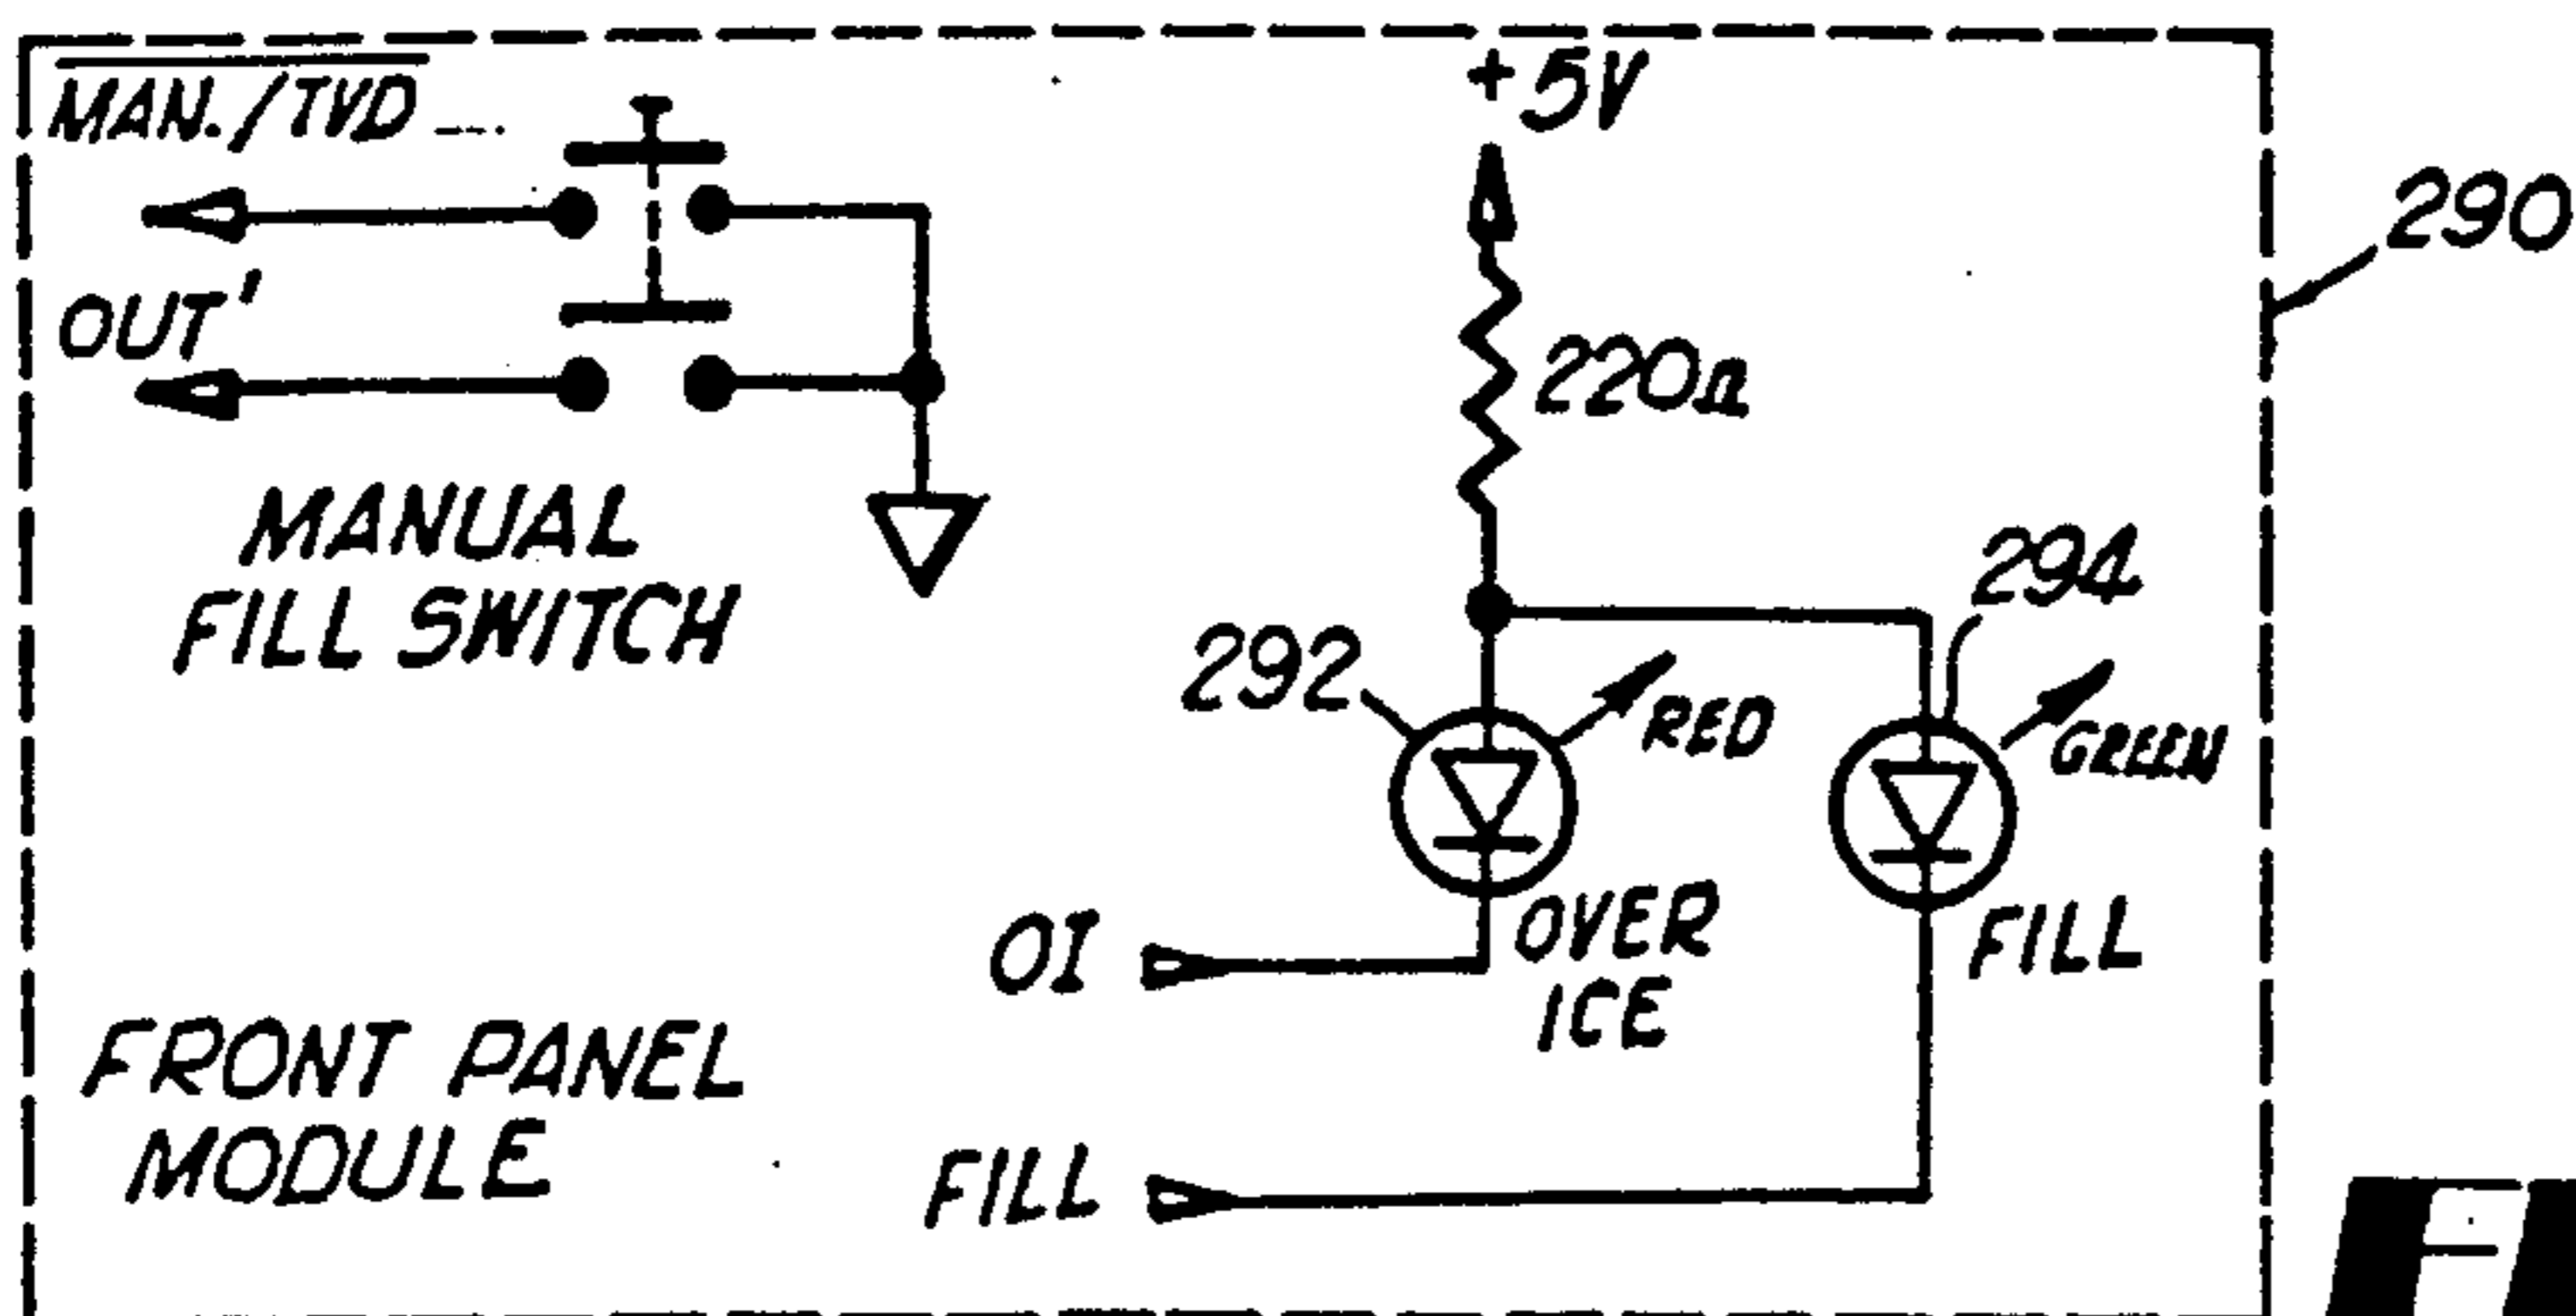 MAN./TVD
+5V
290
OUT'
220Ω
MANUAL
FILL SWITCH
294
292
RED
GREEN
OI
OVER
ICE
FILL
FRONT PANEL
MODULE
FILL